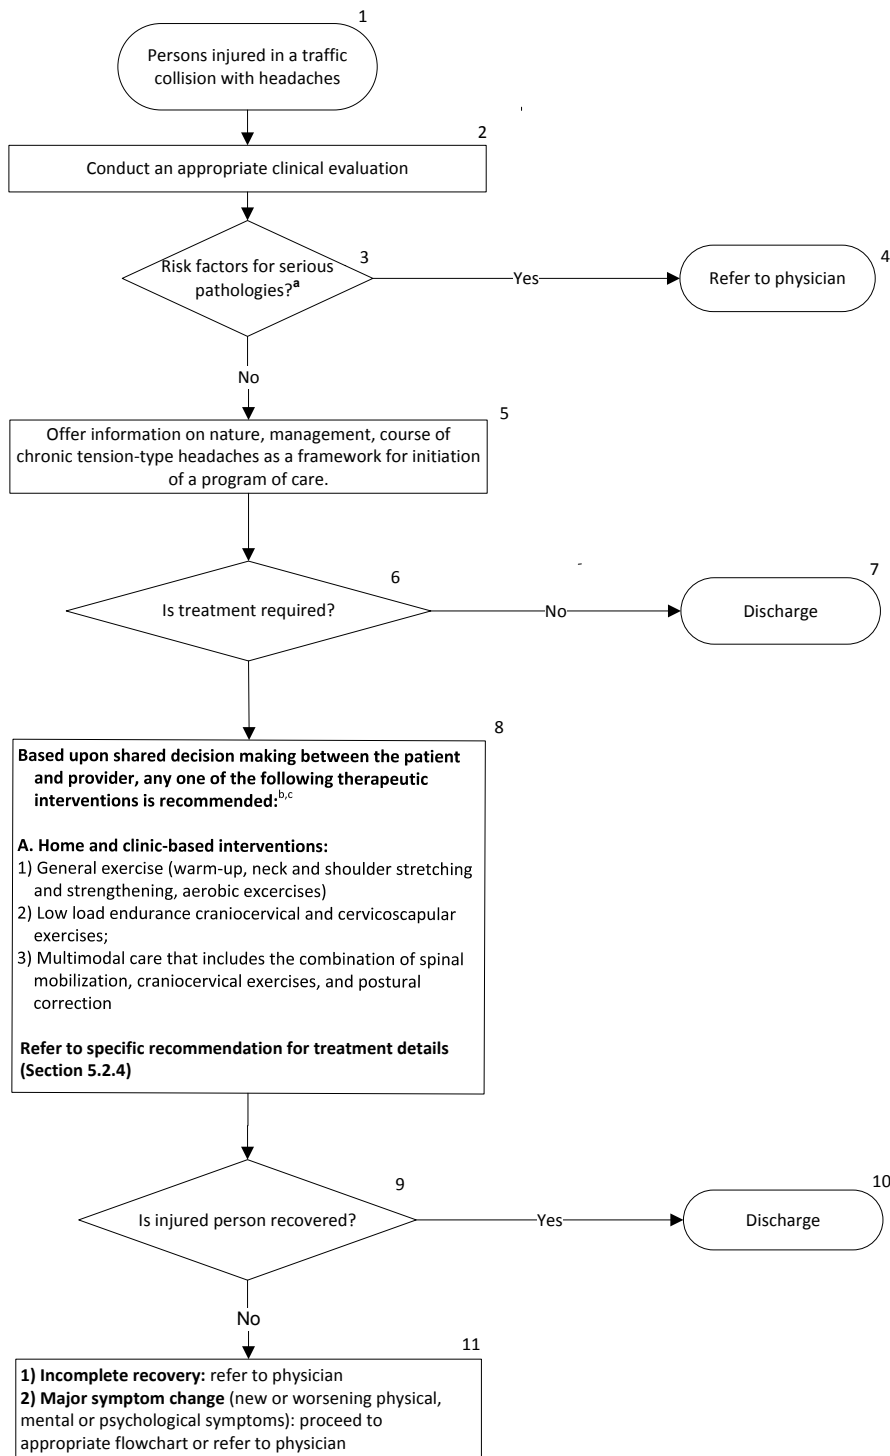 1
Persons injured in a traffic
collision with headaches
2
Conduct an appropriate clinical evaluation
3
Risk factors for serious
pathologies?a
Yes
4
Refer to physician
No
5
Offer information on nature, management, course of
chronic tension-type headaches as a framework for initiation
of a program of care.
6
Is treatment required?
No
7
Discharge
8
Based upon shared decision making between the patient
and provider, any one of the following therapeutic
interventions is recommended:b,c
A. Home and clinic-based interventions:
1) General exercise (warm-up, neck and shoulder stretching
and strengthening, aerobic excercises)
2) Low load endurance craniocervical and cervicoscapular
exercises;
3) Multimodal care that includes the combination of spinal
mobilization, craniocervical exercises, and postural
correction
Refer to specific recommendation for treatment details
(Section 5.2.4)
9
Is injured person recovered?
Yes
10
Discharge
No
11
1) Incomplete recovery: refer to physician
2) Major symptom change (new or worsening physical,
mental or psychological symptoms): proceed to
appropriate flowchart or refer to physician